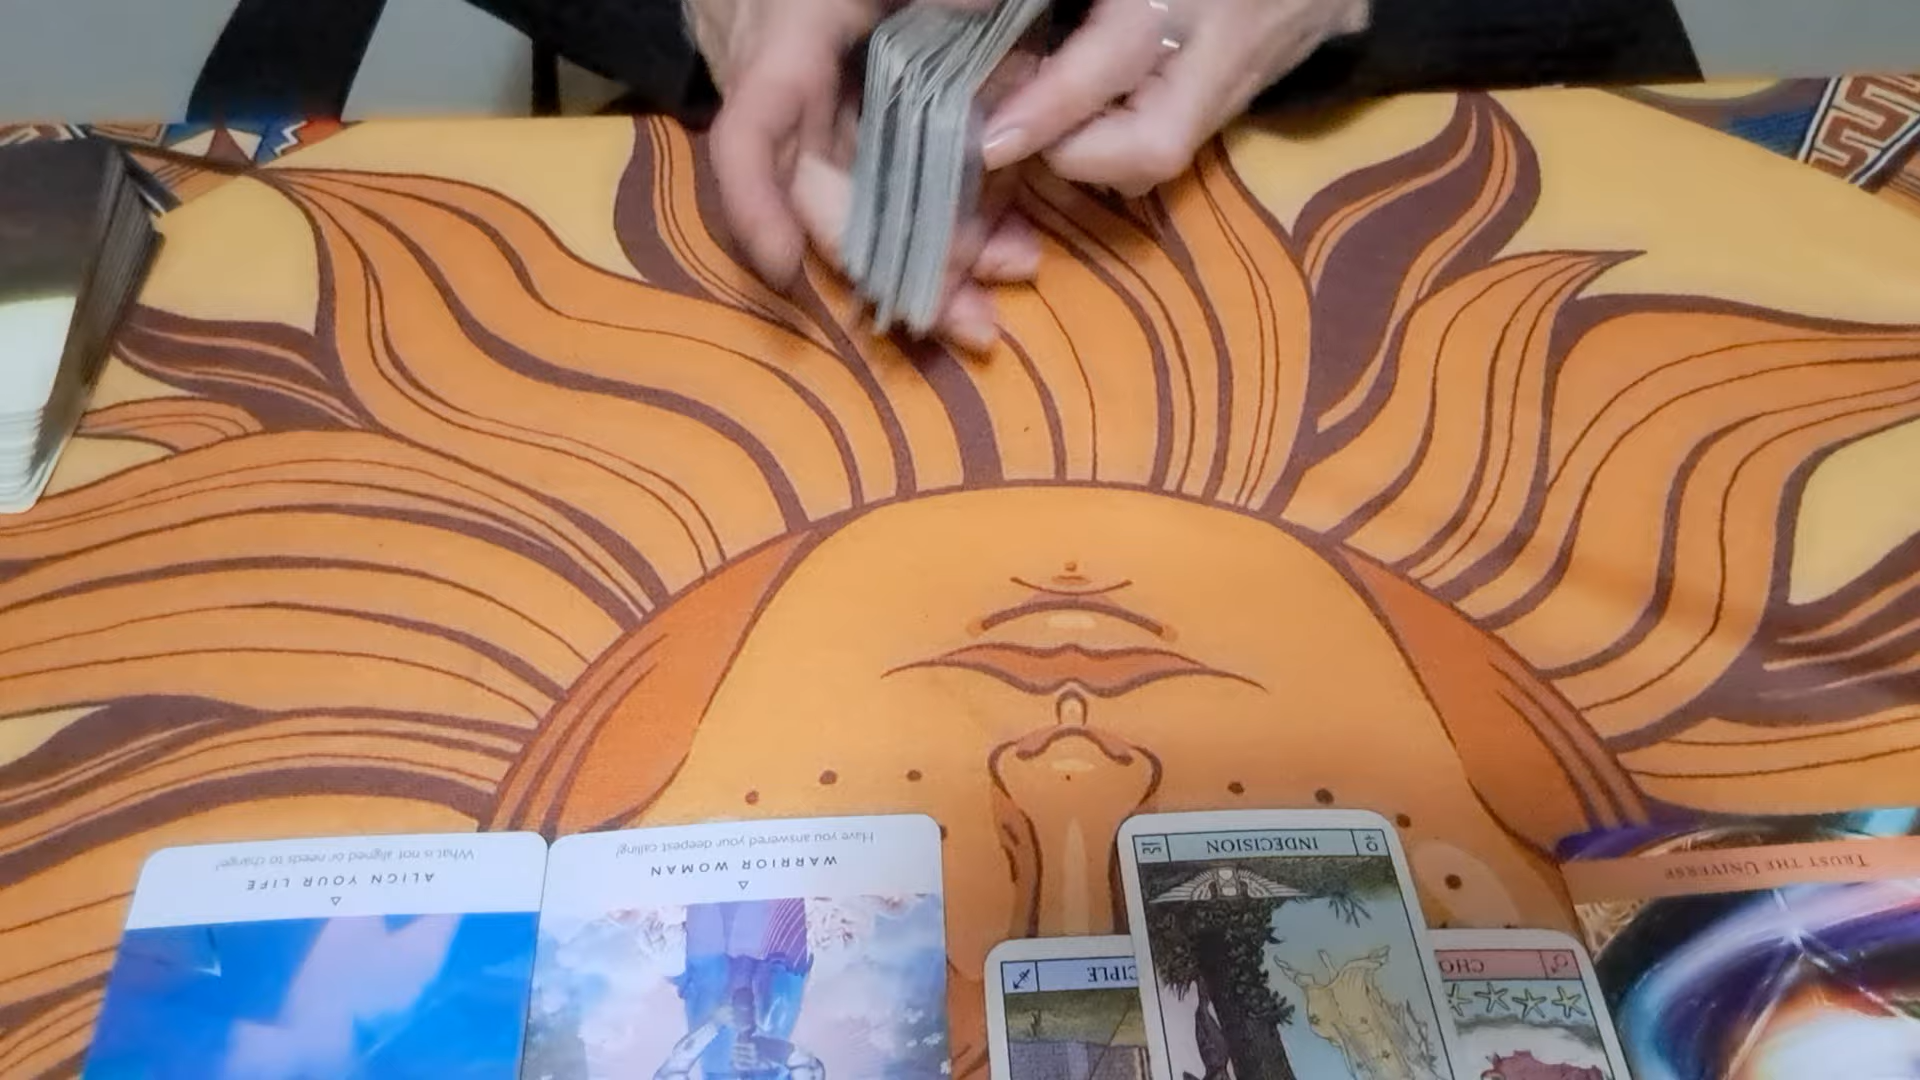 What is not aligned or needs to change?
ALIGN YOUR LIFE
Have you answered your deepest calling?
WARRIOR WOMAN
CIPLE
15
INDECISION
CHO
TRUST THE UNIVERSE